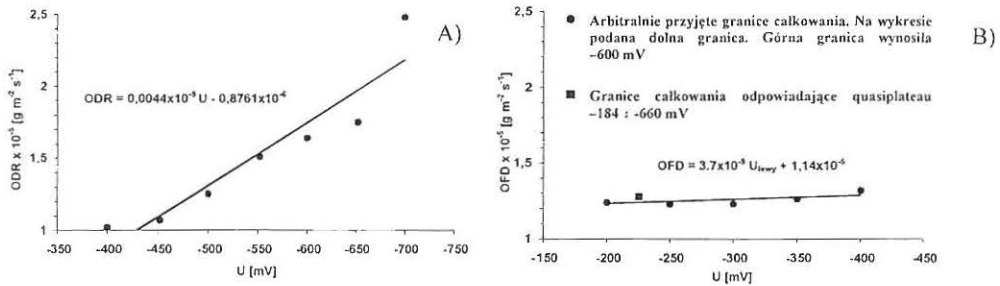 A)
ODR x 10⁻⁵ [g m⁻² s⁻¹]
2,5
2
1,5
1
ODR = 0,0044x10⁻⁵ U - 0,8761x10⁻⁵
-350 -400 -450 -500 -550 -600 -650 -700 -750
U [mV]
B)
OFD x 10⁻⁵ [g m⁻² s⁻¹]
2,5
2
1,5
1
Arbitralnie przyjęte granice całkowania. Na wykresie
podana dolna granica. Górna granica wynosiła
-600 mV
Granice całkowania odpowiadające quasiplateau
-184 : -660 mV
OFD = 3.7x10⁻⁹ Uₗₑwy + 1,14x10⁻⁵
-150 -200 -250 -300 -350 -400 -450
U [mV]